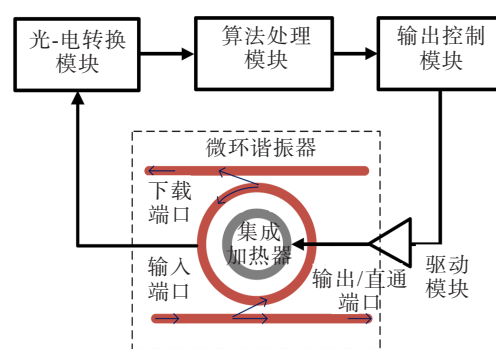 光-电转换
模块
算法处理
模块
输出控制
模块
微环谐振器
下载
端口
集成
加热器
输入
端口
输出/直通
端口
驱动
模块